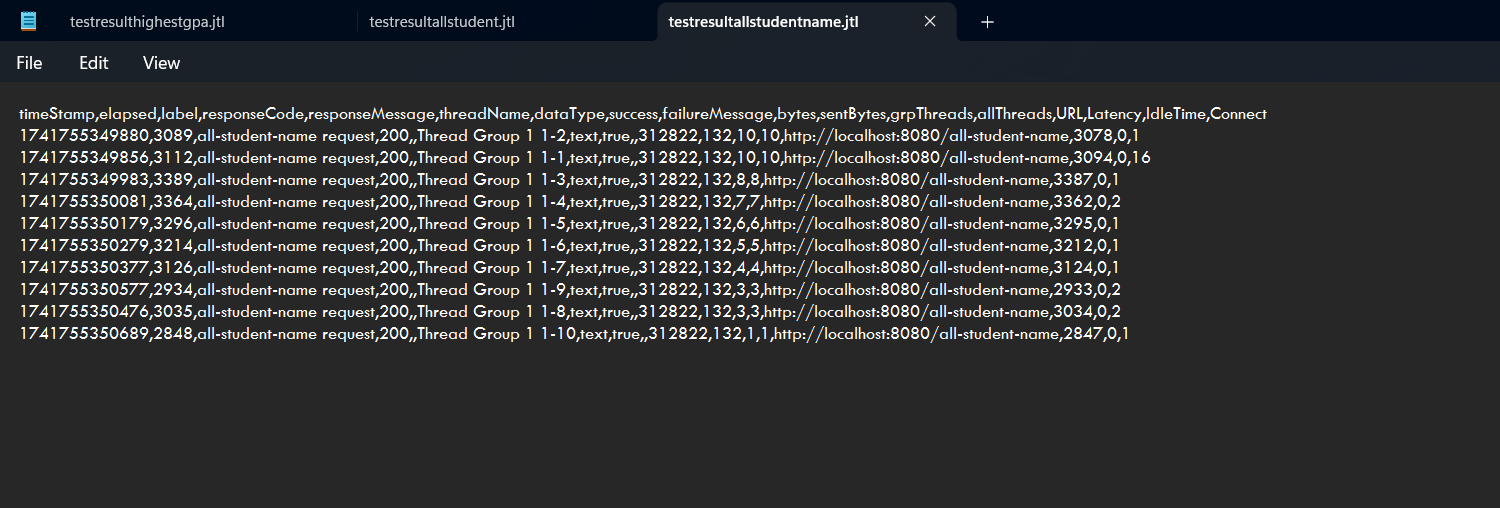 testresulthighestgpa.jtl testresultallstudent.jtl testresultallstudentname.jtl
File Edit View
timeStamp,elapsed,label,responseCode,responseMessage,threadName,dataType,success,failureMessage,bytes,sentBytes,grpThreads,allThreads,URL,Latency,IdleTime,Connect
1741755349880,3089,all-student-name request,200,,Thread Group 1 1-2,text,true,,312822,132,10,10,http://localhost:8080/all-student-name,3078,0,1
1741755349856,3112,all-student-name request,200,,Thread Group 1 1-1,text,true,,312822,132,10,10,http://localhost:8080/all-student-name,3094,0,16
1741755349983,3389,all-student-name request,200,,Thread Group 1 1-3,text,true,,312822,132,8,8,http://localhost:8080/all-student-name,3387,0,1
1741755350081,3364,all-student-name request,200,,Thread Group 1 1-4,text,true,,312822,132,7,7,http://localhost:8080/all-student-name,3362,0,2
1741755350179,3296,all-student-name request,200,,Thread Group 1 1-5,text,true,,312822,132,6,6,http://localhost:8080/all-student-name,3295,0,1
1741755350279,3214,all-student-name request,200,,Thread Group 1 1-6,text,true,,312822,132,5,5,http://localhost:8080/all-student-name,3212,0,1
1741755350377,3126,all-student-name request,200,,Thread Group 1 1-7,text,true,,312822,132,4,4,http://localhost:8080/all-student-name,3124,0,1
1741755350577,2934,all-student-name request,200,,Thread Group 1 1-9,text,true,,312822,132,3,3,http://localhost:8080/all-student-name,2933,0,2
1741755350476,3035,all-student-name request,200,,Thread Group 1 1-8,text,true,,312822,132,3,3,http://localhost:8080/all-student-name,3034,0,2
1741755350689,2848,all-student-name request,200,,Thread Group 1 1-10,text,true,,312822,132,1,1,http://localhost:8080/all-student-name,2847,0,1